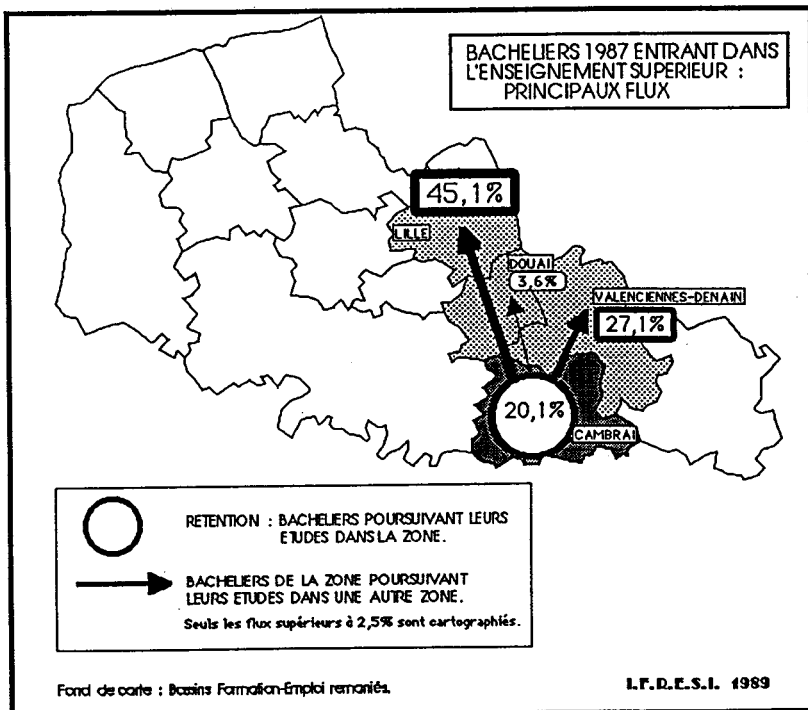 BACHELIERS 1987 ENTRANT DANS
L'ENSEIGNEMENT SUPERIEUR :
PRINCIPAUX FLUX
45,1%
LILLE
DOUAI
3,6%
VALENCIENNES-DENAIN
27,1%
20,1%
CAMBRAI
RETENTION : BACHELIERS POURSUIVANT LEURS
ETUDES DANS LA ZONE.
BACHELIERS DE LA ZONE POURSUIVANT
LEURS ETUDES DANS UNE AUTRE ZONE.
Seuls les flux supérieurs à 2,5% sont cartographiés.
Fond de carte : Bassins Formation-Emploi remaniés.
I.F.R.E.S.I. 1989